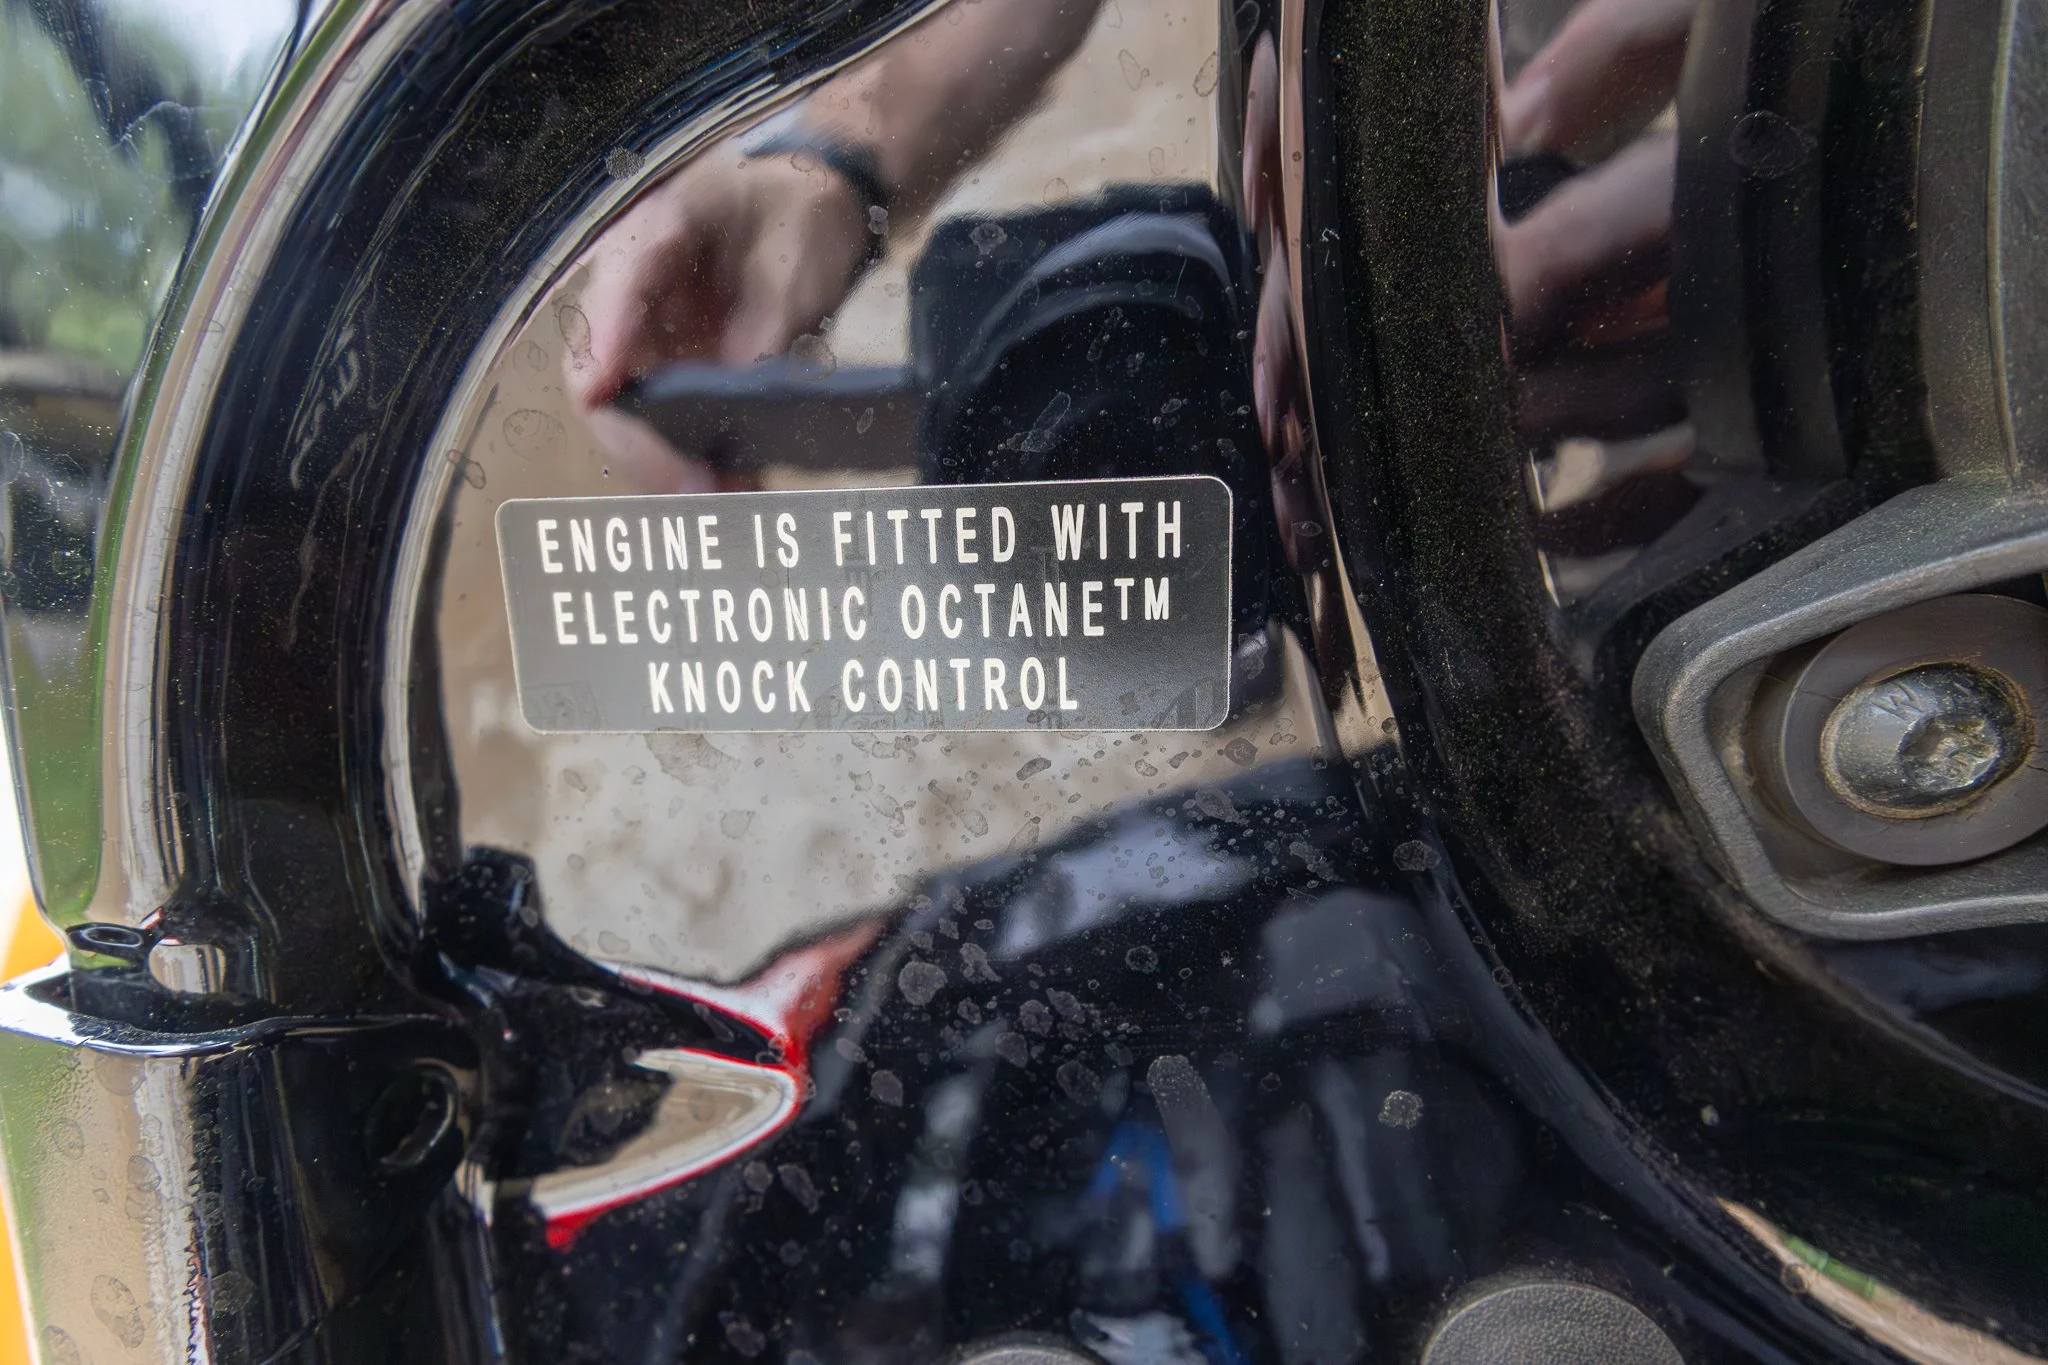 ENGINE IS FITTED WITH
ELECTRONIC OCTANE™
KNOCK CONTROL